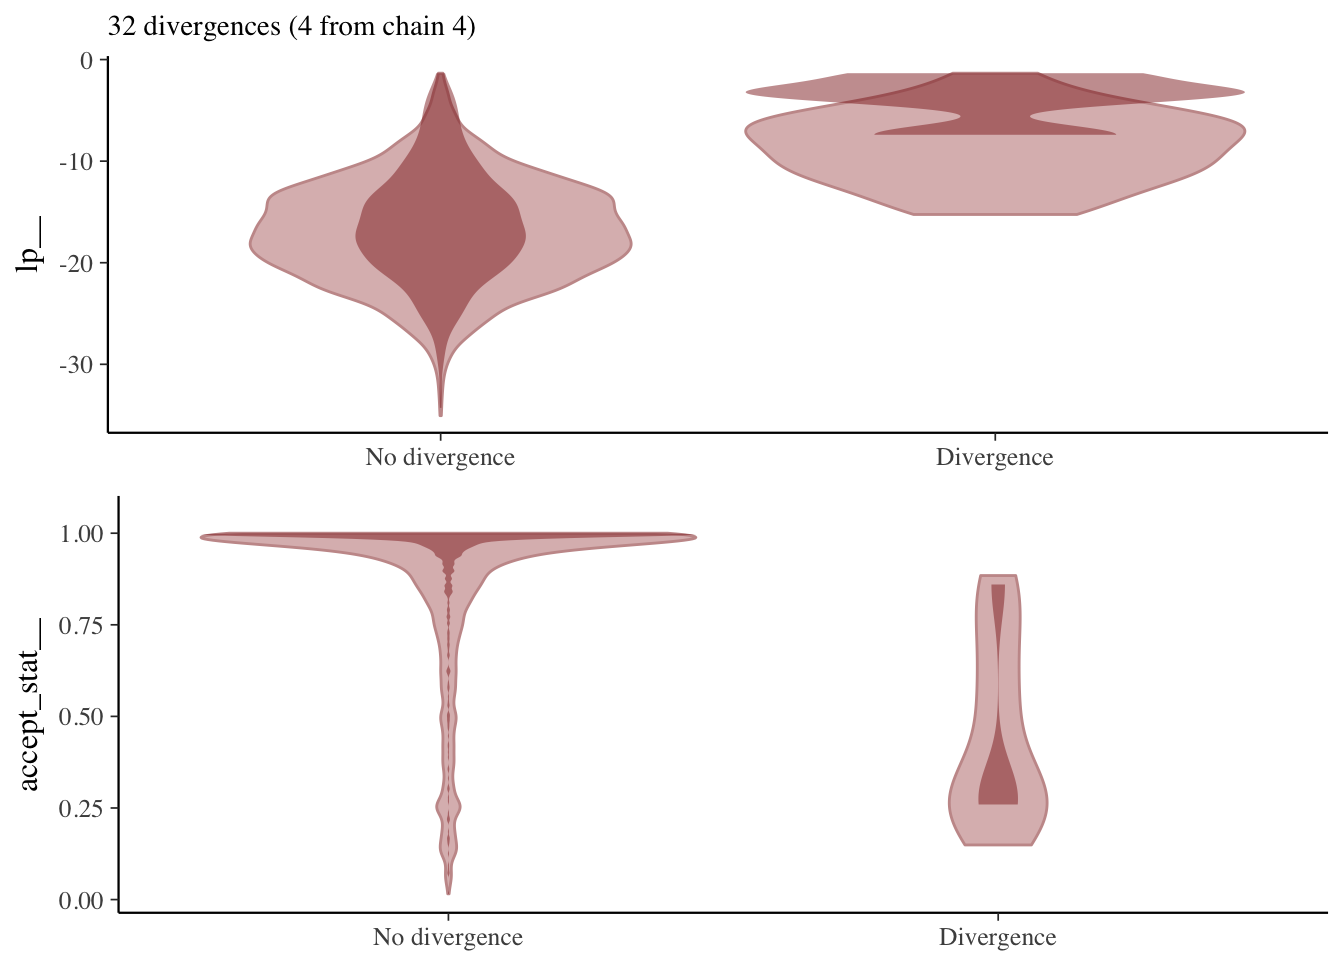 32 divergences (4 from chain 4)
lp__
0
-10
-20
-30
No divergence
Divergence
accept_stat__
1.00
0.75
0.50
0.25
0.00
No divergence
Divergence